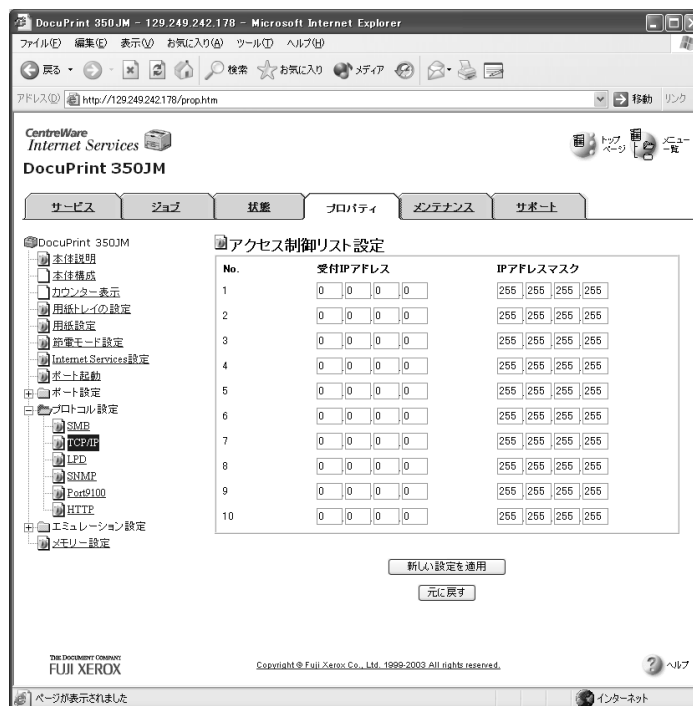 DocuPrint 350JM - 129.249.242.178 - Microsoft Internet Explorer
ファイル(F) 編集(E) 表示(V) お気に入り(A) ツール(T) ヘルプ(H)
戻る 検索 お気に入り メディア
アドレス(D) http://129.249.242.178/prop.htm 移動 リンク
CentreWare
Internet Services
トップページ メニュー一覧
DocuPrint 350JM
サービス ジョブ 状態 プロパティ メンテナンス サポート
DocuPrint 350JM
本体説明
本体構成
カウンター表示
用紙トレイの設定
用紙設定
節電モード設定
Internet Services設定
ポート起動
ポート設定
プロトコル設定
SMB
TCP/IP
LPD
SNMP
Port9100
HTTP
エミュレーション設定
メモリー設定
アクセス制御リスト設定
No. 受付IPアドレス IPアドレスマスク
1 0 .0 .0 .0 255 .255 .255 .255
2 0 .0 .0 .0 255 .255 .255 .255
3 0 .0 .0 .0 255 .255 .255 .255
4 0 .0 .0 .0 255 .255 .255 .255
5 0 .0 .0 .0 255 .255 .255 .255
6 0 .0 .0 .0 255 .255 .255 .255
7 0 .0 .0 .0 255 .255 .255 .255
8 0 .0 .0 .0 255 .255 .255 .255
9 0 .0 .0 .0 255 .255 .255 .255
10 0 .0 .0 .0 255 .255 .255 .255
新しい設定を適用
元に戻す
THE DOCUMENT COMPANY
FUJI XEROX
Copyright © Fuji Xerox Co., Ltd. 1999-2003 All rights reserved.
ヘルプ
ページが表示されました インターネット